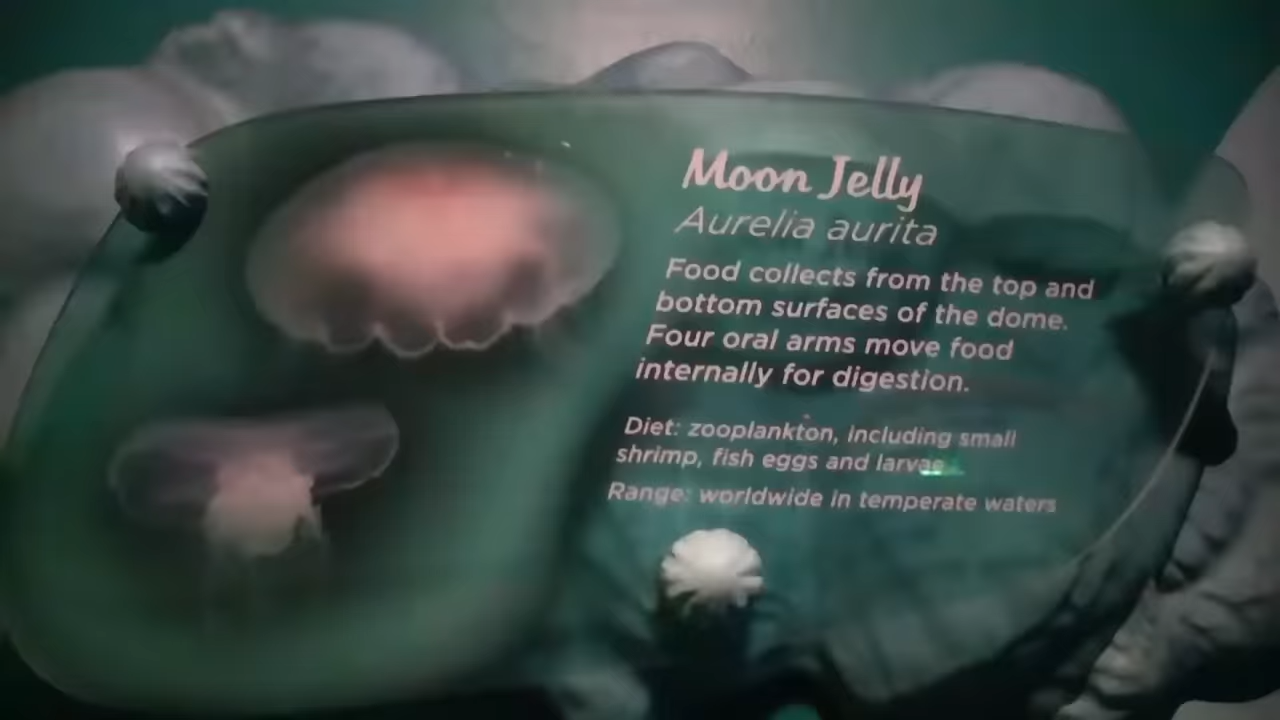 Moon Jelly
Aurelia aurita
Food collects from the top and
bottom surfaces of the dome.
Four oral arms move food
internally for digestion.
Diet: zooplankton, including small
shrimp, fish eggs and larvae
Range: worldwide in temperate waters